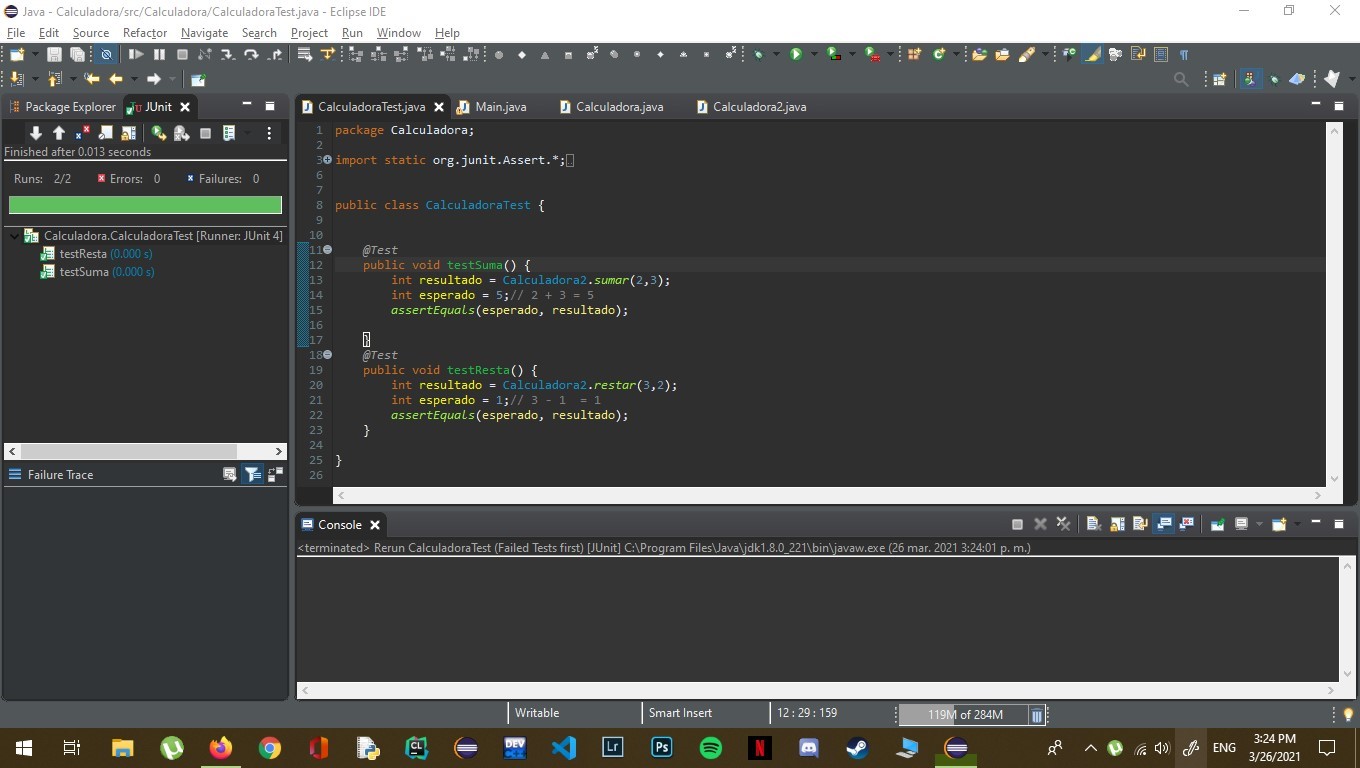 Java - Calculadora/src/Calculadora/CalculadoraTest.java - Eclipse IDE
File Edit Source Refactor Navigate Search Project Run Window Help
Package Explorer JUnit
Finished after 0.013 seconds
Runs: 2/2 Errors: 0 Failures: 0
Calculadora.CalculadoraTest [Runner: JUnit 4]
testResta (0.000 s)
testSuma (0.000 s)
Failure Trace
CalculadoraTest.java Main.java Calculadora.java Calculadora2.java
1 package Calculadora;
2
3 import static org.junit.Assert.*;
6
7
8 public class CalculadoraTest {
9
10
11 @Test
12 public void testSuma() {
13 int resultado = Calculadora2.sumar(2,3);
14 int esperado = 5;// 2 + 3 = 5
15 assertEquals(esperado, resultado);
16
17 }
18 @Test
19 public void testResta() {
20 int resultado = Calculadora2.restar(3,2);
21 int esperado = 1;// 3 - 1  = 1
22 assertEquals(esperado, resultado);
23 }
24
25 }
26
Console
<terminated> Rerun CalculadoraTest (Failed Tests first) [JUnit] C:\Program Files\Java\jdk1.8.0_221\bin\javaw.exe (26 mar. 2021 3:24:01 p. m.)
Writable Smart Insert 12 : 29 : 159 119M of 284M
CL DEV Lr Ps N ENG 3:24 PM
3/26/2021